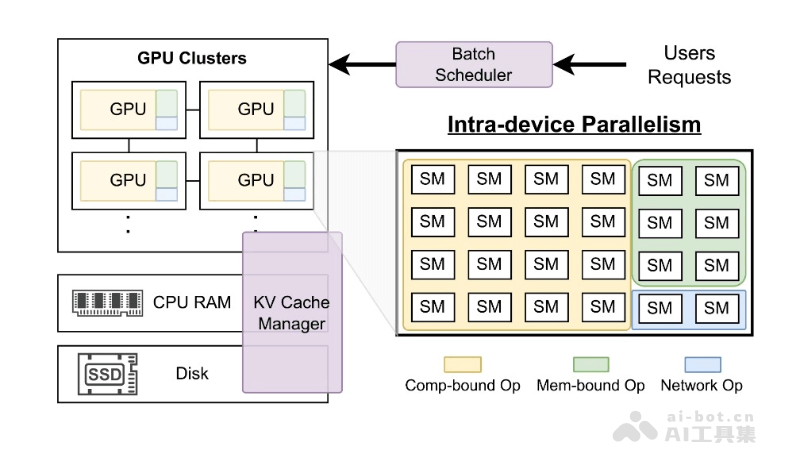 GPU Clusters
Batch
Scheduler
Users
Requests
GPU
GPU
GPU
GPU
Intra-device Parallelism
SM SM SM SM SM SM
SM SM SM SM SM SM
SM SM SM SM SM SM
SM SM SM SM SM SM
CPU RAM
KV Cache
Manager
SSD
Disk
Comp-bound Op
Mem-bound Op
Network Op
ai-bot.cn
AI工具集